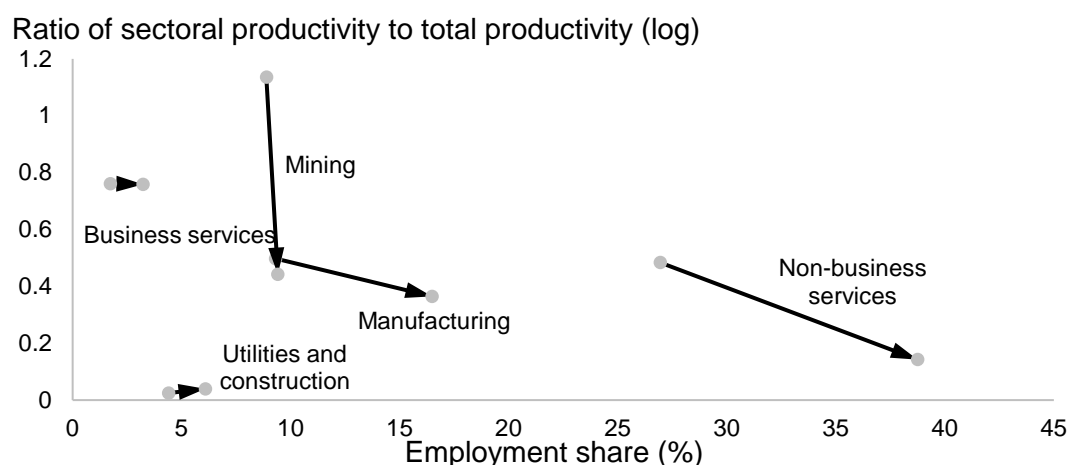 Ratio of sectoral productivity to total productivity (log)
1.2
1
0.8
0.6
0.4
0.2
0
Mining
Business services
Manufacturing
Utilities and
construction
Non-business
services
0 5 10 15 20 25 30 35 40 45
Employment share (%)